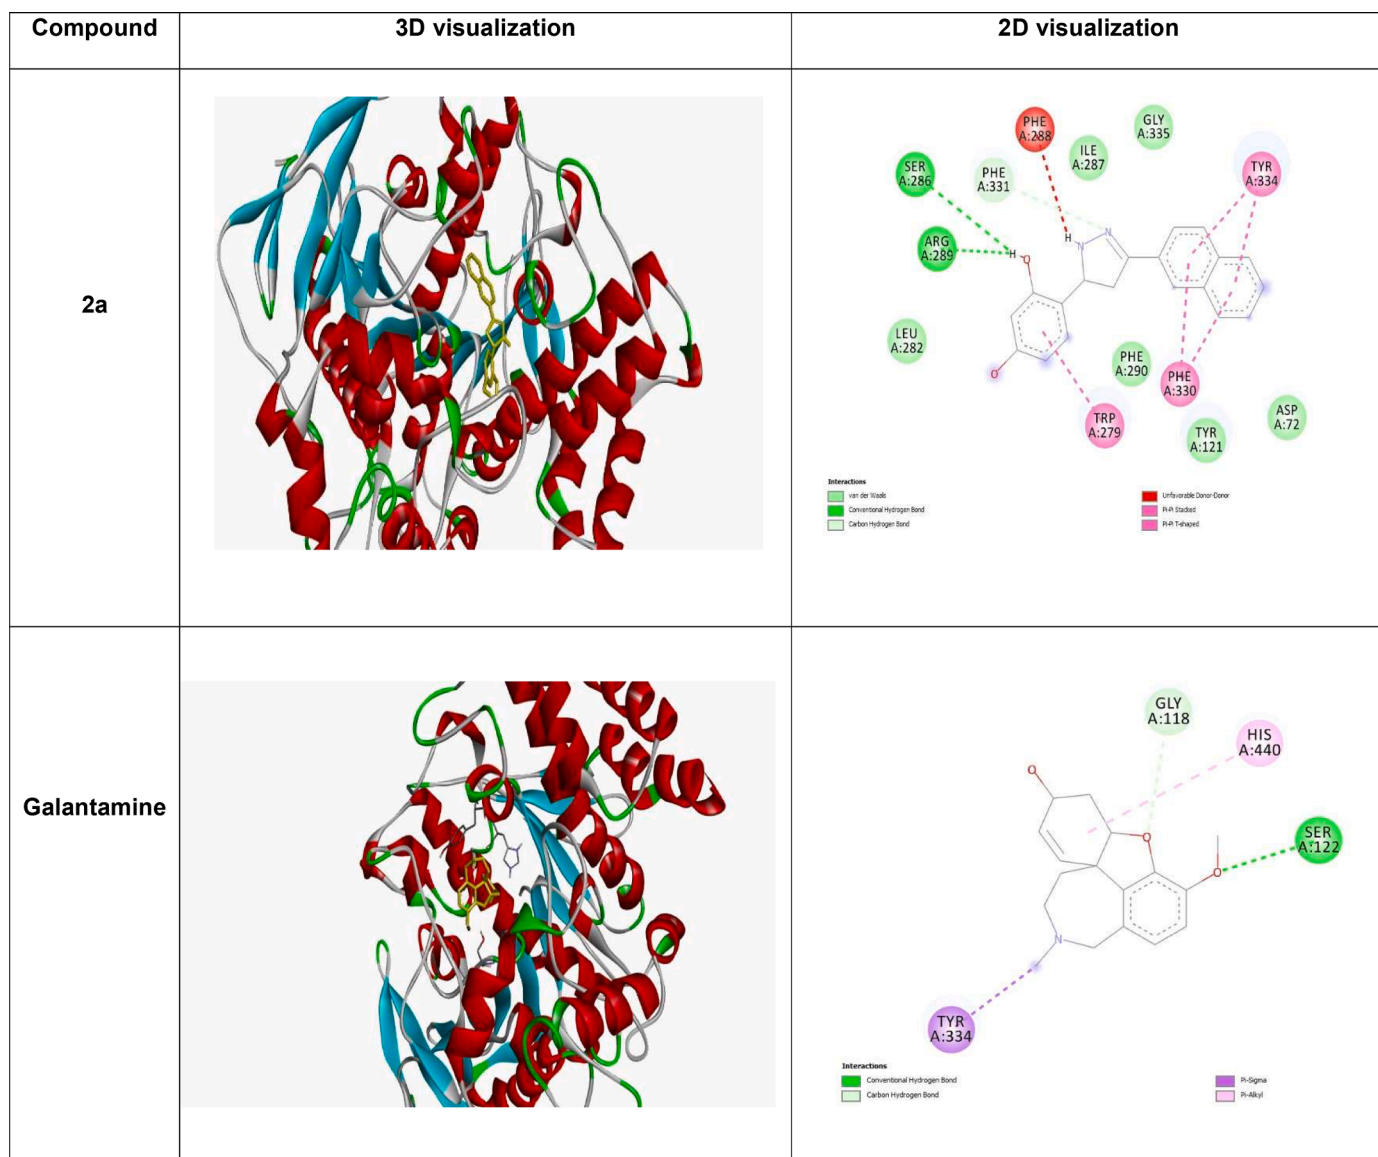 Compound 3D visualization 2D visualization
2a
PHE
A:288
GLY
A:335
ILE
A:287
SER
A:286
PHE
A:331
TYR
A:334
ARG
A:289
H
H
N
N
O
LEU
A:282
O
PHE
A:290
PHE
A:330
TRP
A:279
TYR
A:121
ASP
A:72
Interactions
van der Waals
Conventional Hydrogen Bond
Carbon Hydrogen Bond
Unfavorable Donor-Donor
Pi-Pi Stacked
Pi-Pi T-shaped
Galantamine
GLY
A:118
HIS
A:440
O
O
SER
A:122
O
N
TYR
A:334
Interactions
Conventional Hydrogen Bond
Carbon Hydrogen Bond
Pi-Sigma
Pi-Alkyl